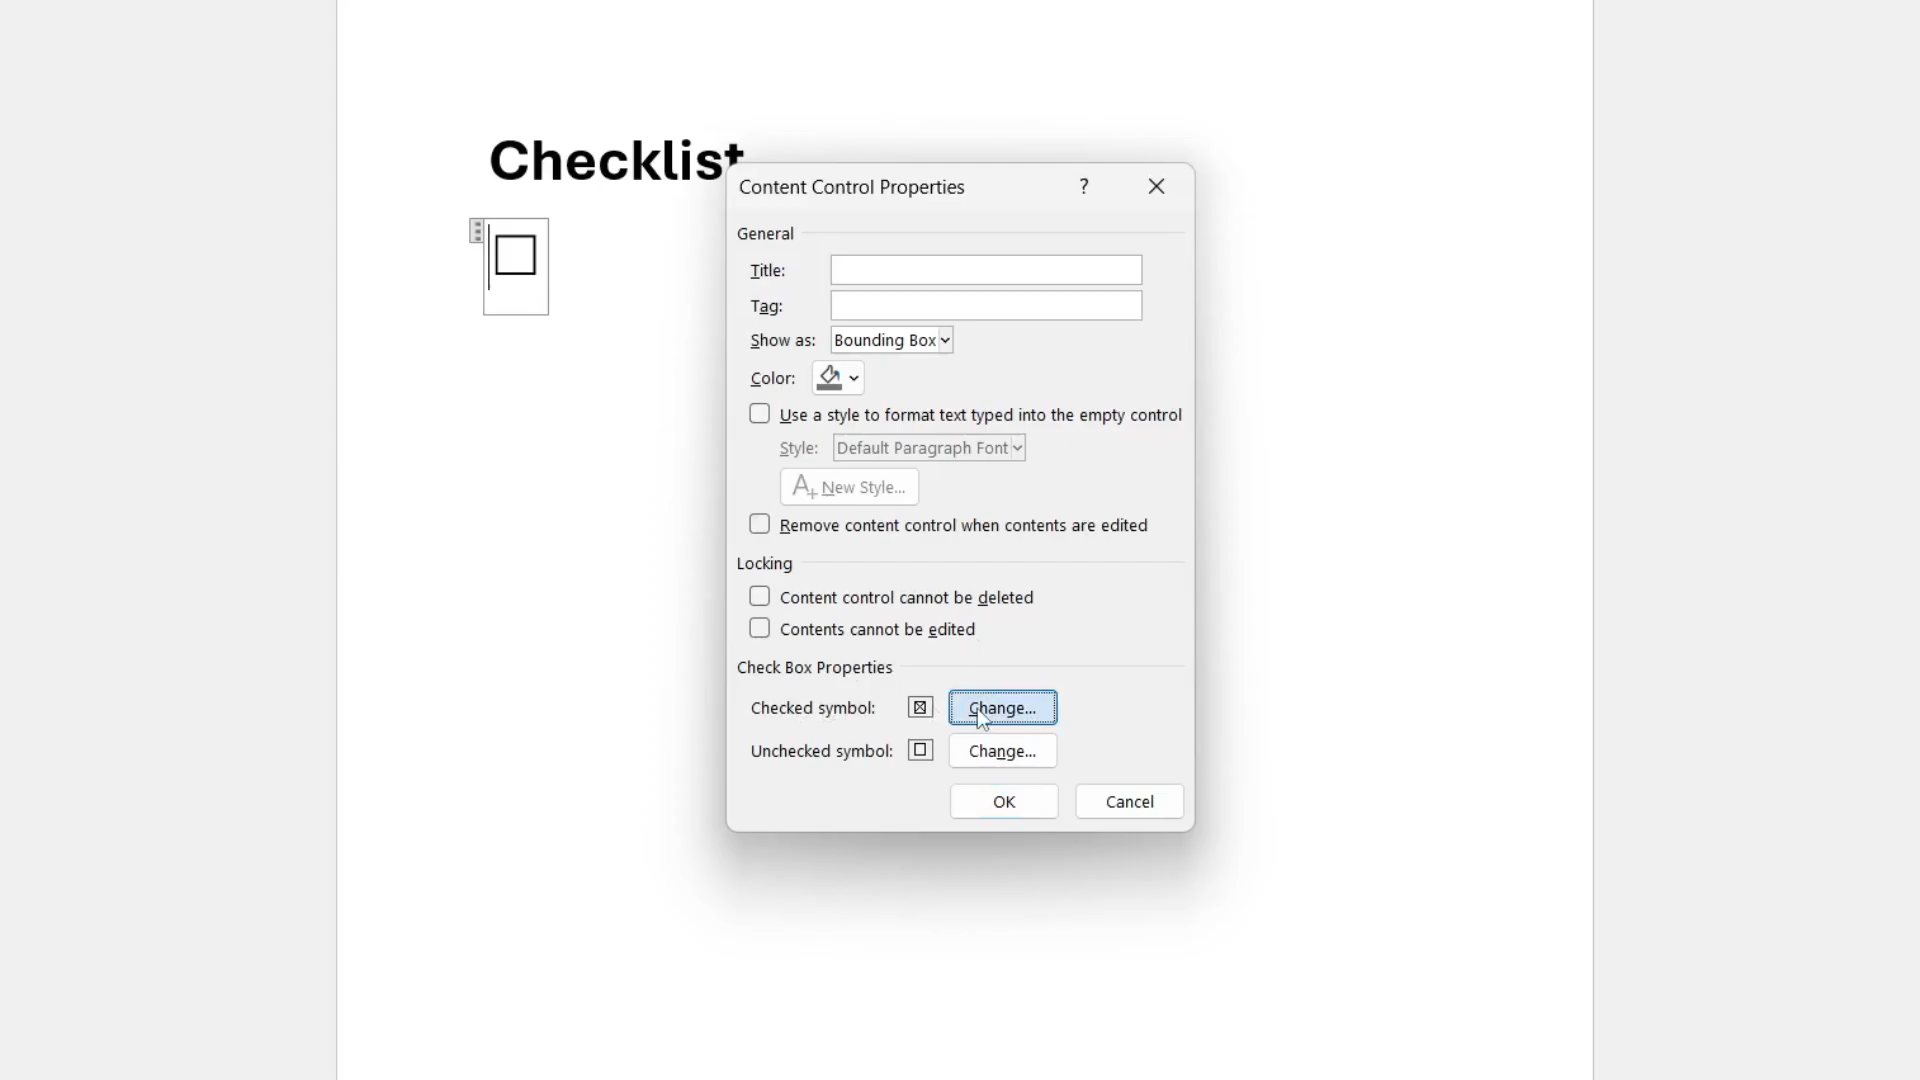 Checklist
Content Control Properties ?
General
Title:
Tag:
Show as: Bounding Box
Color:
Use a style to format text typed into the empty control
Style: Default Paragraph Font
A+ New Style...
Remove content control when contents are edited
Locking
Content control cannot be deleted
Contents cannot be edited
Check Box Properties
Checked symbol: Change...
Unchecked symbol: Change...
OK Cancel